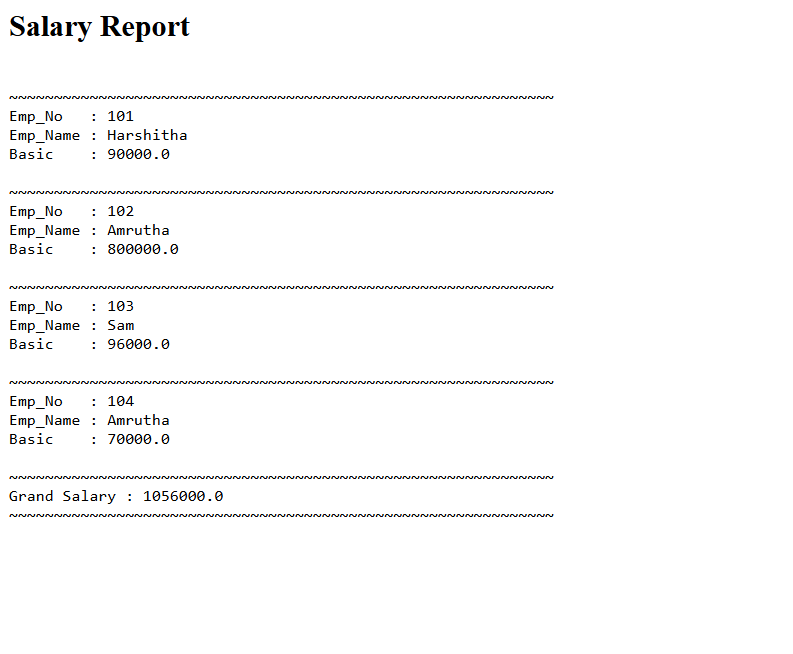 Salary Report
~~~~~~~~~~~~~~~~~~~~~~~~~~~~~~~~~~~~~~~~~~~~~~~~~~~~~~~~~~~~~
Emp_No   : 101
Emp_Name : Harshitha
Basic    : 90000.0
~~~~~~~~~~~~~~~~~~~~~~~~~~~~~~~~~~~~~~~~~~~~~~~~~~~~~~~~~~~~~
Emp_No   : 102
Emp_Name : Amrutha
Basic    : 800000.0
~~~~~~~~~~~~~~~~~~~~~~~~~~~~~~~~~~~~~~~~~~~~~~~~~~~~~~~~~~~~~
Emp_No   : 103
Emp_Name : Sam
Basic    : 96000.0
~~~~~~~~~~~~~~~~~~~~~~~~~~~~~~~~~~~~~~~~~~~~~~~~~~~~~~~~~~~~~
Emp_No   : 104
Emp_Name : Amrutha
Basic    : 70000.0
~~~~~~~~~~~~~~~~~~~~~~~~~~~~~~~~~~~~~~~~~~~~~~~~~~~~~~~~~~~~~
Grand Salary : 1056000.0
~~~~~~~~~~~~~~~~~~~~~~~~~~~~~~~~~~~~~~~~~~~~~~~~~~~~~~~~~~~~~